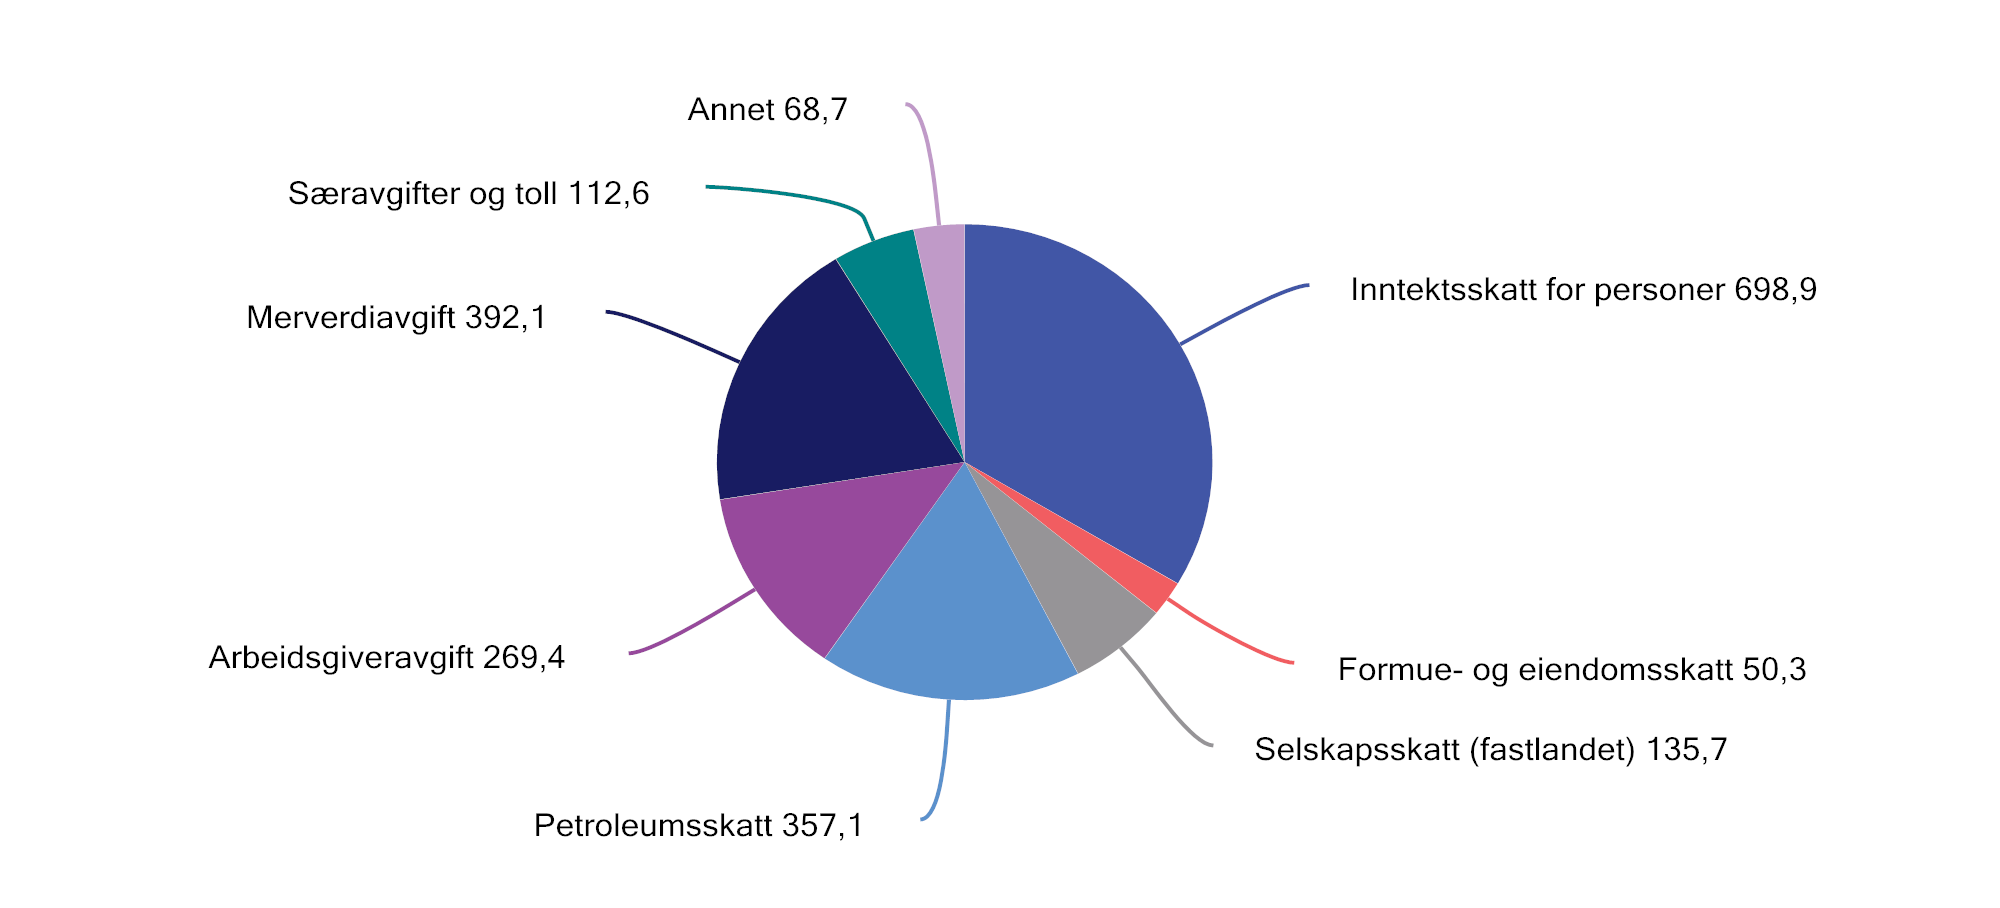 Annet 68,7
Særavgifter og toll 112,6
Inntektsskatt for personer 698,9
Merverdiavgift 392,1
Arbeidsgiveravgift 269,4
Formue- og eiendomsskatt 50,3
Selskapsskatt (fastlandet) 135,7
Petroleumsskatt 357,1